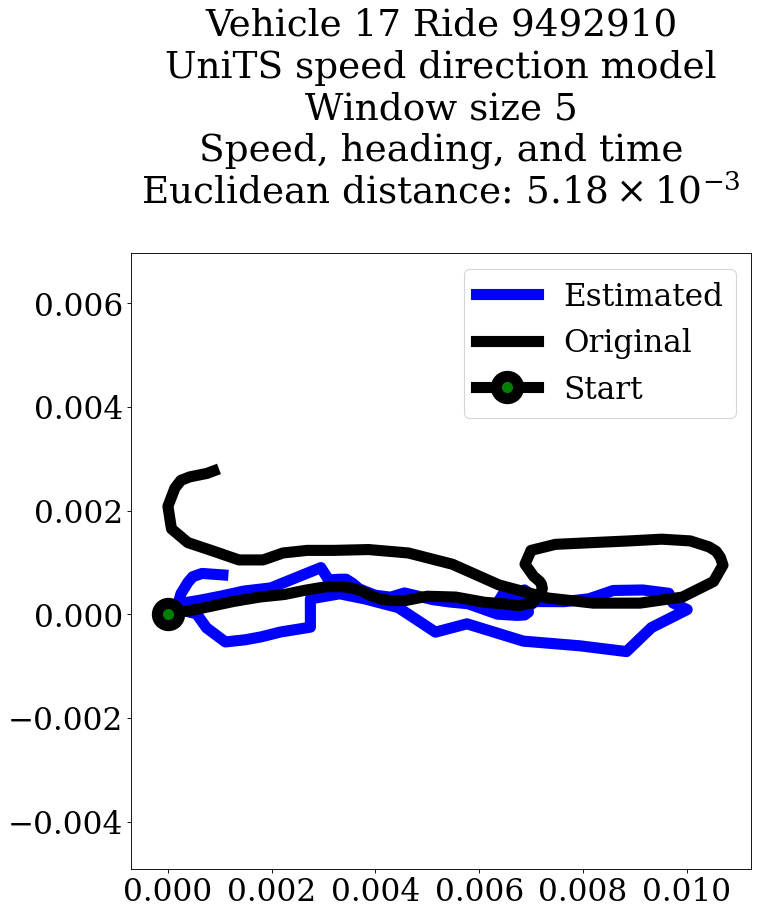 Vehicle 17 Ride 9492910
UniTS speed direction model
Window size 5
Speed, heading, and time
Euclidean distance: 5.18 × 10⁻³
Estimated
Original
Start
0.006
0.004
0.002
0.000
−0.002
−0.004
0.000 0.002 0.004 0.006 0.008 0.010